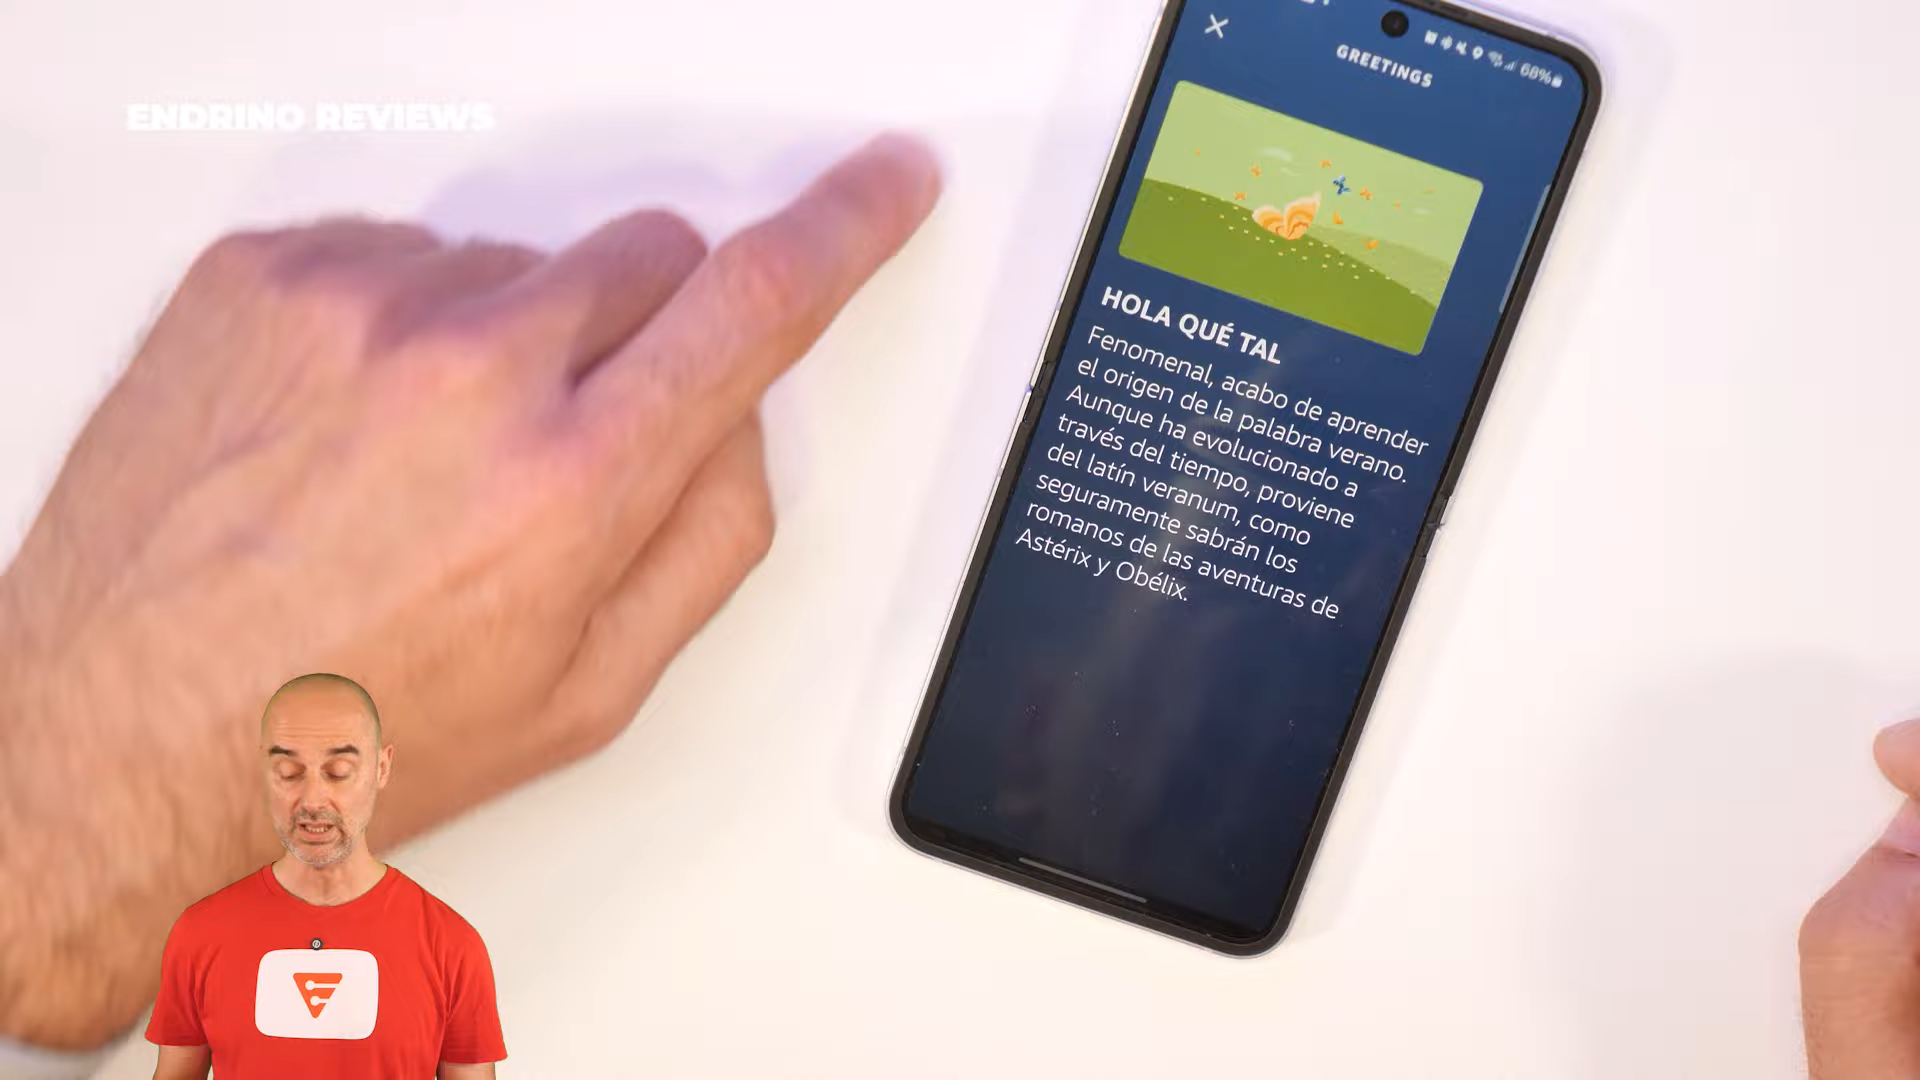 ENDRINO REVIEWS
68%
GREETINGS
HOLA QUÉ TAL
Fenomenal, acabo de aprender
el origen de la palabra verano.
Aunque ha evolucionado a
través del tiempo, proviene
del latín veranum, como
seguramente sabrán los
romanos de las aventuras de
Astérix y Obélix.